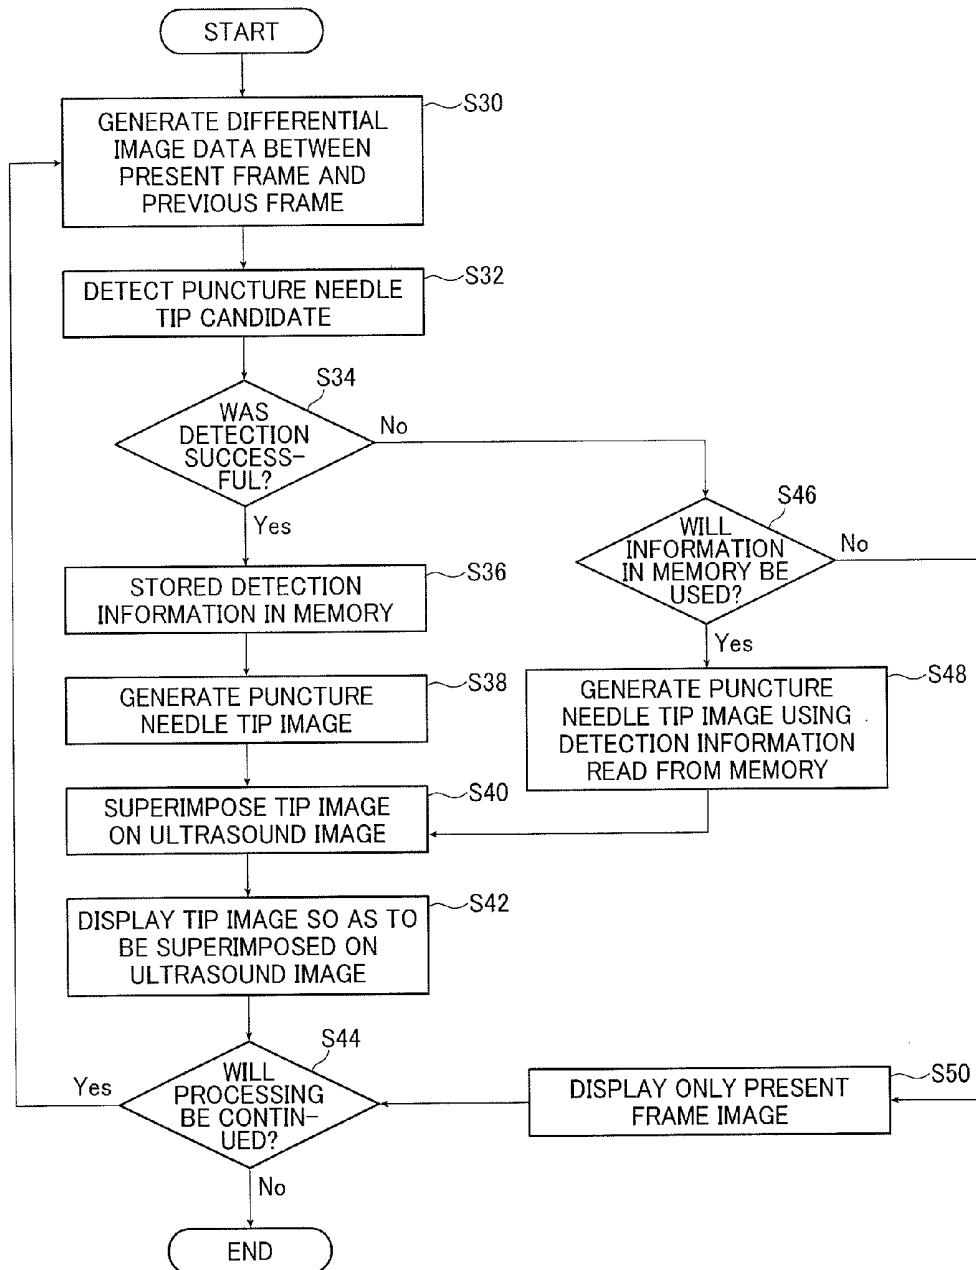 START
S30
GENERATE DIFFERENTIAL
IMAGE DATA BETWEEN
PRESENT FRAME AND
PREVIOUS FRAME
S32
DETECT PUNCTURE NEEDLE
TIP CANDIDATE
S34
WAS
DETECTION
SUCCESS-
FUL?
No
Yes
S46
WILL
INFORMATION
IN MEMORY BE
USED?
No
Yes
S36
STORED DETECTION
INFORMATION IN MEMORY
S38
GENERATE PUNCTURE
NEEDLE TIP IMAGE
S48
GENERATE PUNCTURE
NEEDLE TIP IMAGE USING
DETECTION INFORMATION
READ FROM MEMORY
S40
SUPERIMPOSE TIP IMAGE
ON ULTRASOUND IMAGE
S42
DISPLAY TIP IMAGE SO AS TO
BE SUPERIMPOSED ON
ULTRASOUND IMAGE
S44
WILL
PROCESSING
BE CONTIN-
UED?
Yes
No
S50
DISPLAY ONLY PRESENT
FRAME IMAGE
END